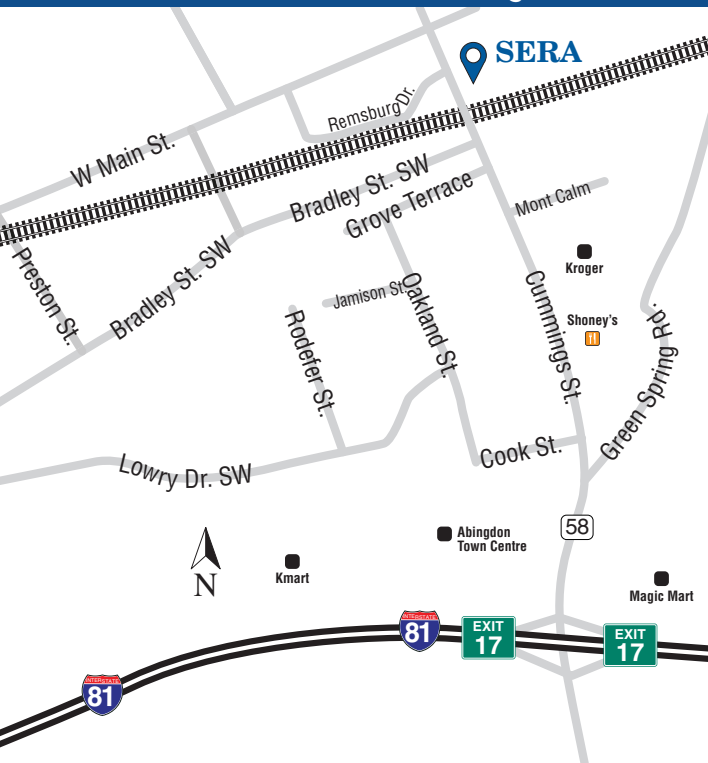 SERA
Remsburg Dr.
W Main St.
Bradley St. SW
Grove Terrace
Mont Calm
Preston St.
Bradley St. SW
Kroger
Jamison St.
Oakland St.
Cummings St.
Shoney's
Rodefer St.
Green Spring Rd.
Cook St.
Lowry Dr. SW
58
Abingdon
Town Centre
N
Kmart
Magic Mart
INTERSTATE
81
EXIT
17
EXIT
17
INTERSTATE
81